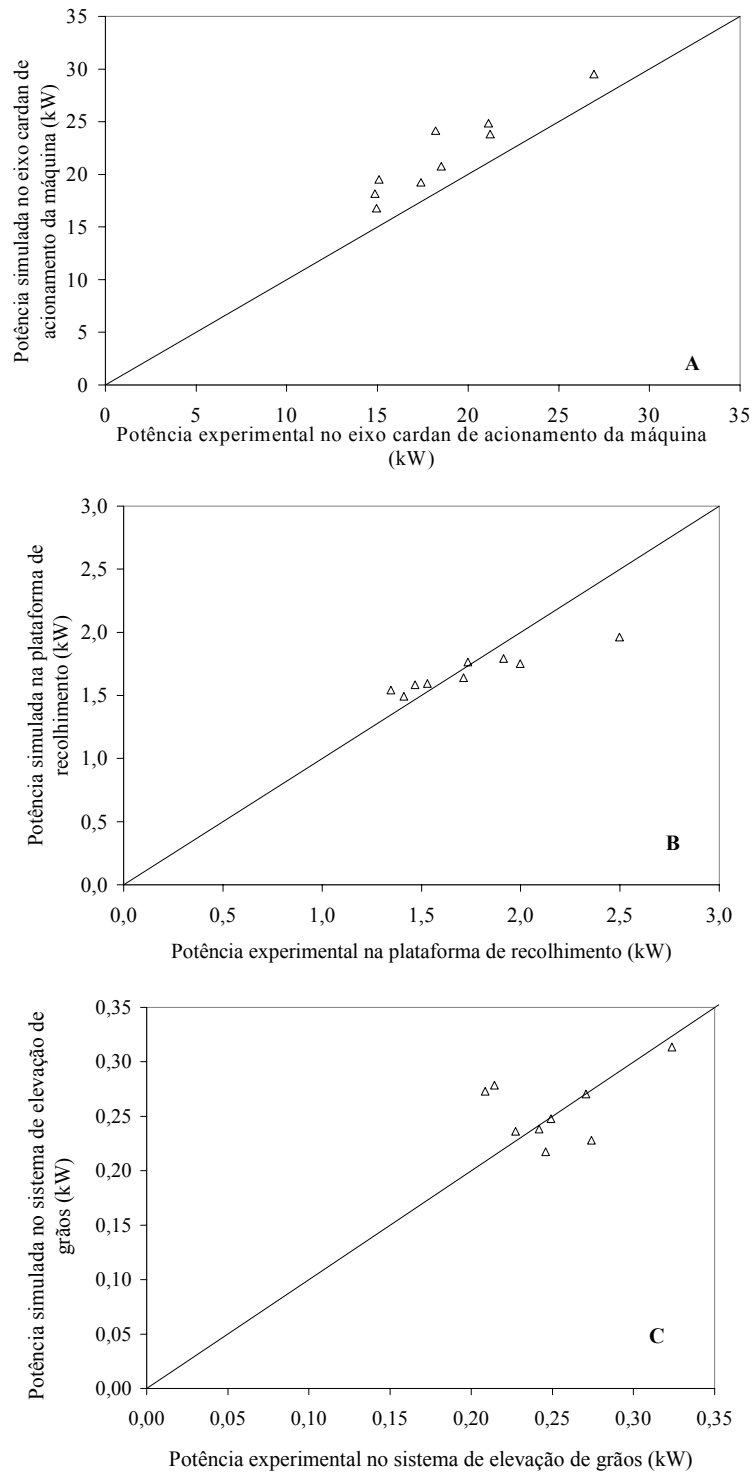 35
30
25
20
15
10
5
0
Potência simulada no eixo cardan de
acionamento da máquina (kW)
A
0 5 10 15 20 25 30 35
Potência experimental no eixo cardan de acionamento da máquina
(kW)
3,0
2,5
2,0
1,5
1,0
0,5
0,0
Potência simulada na plataforma de
recolhimento (kW)
B
0,0 0,5 1,0 1,5 2,0 2,5 3,0
Potência experimental na plataforma de recolhimento (kW)
0,35
0,30
0,25
0,20
0,15
0,10
0,05
0,00
Potência simulada no sistema de elevação de
grãos (kW)
C
0,00 0,05 0,10 0,15 0,20 0,25 0,30 0,35
Potência experimental no sistema de elevação de grãos (kW)